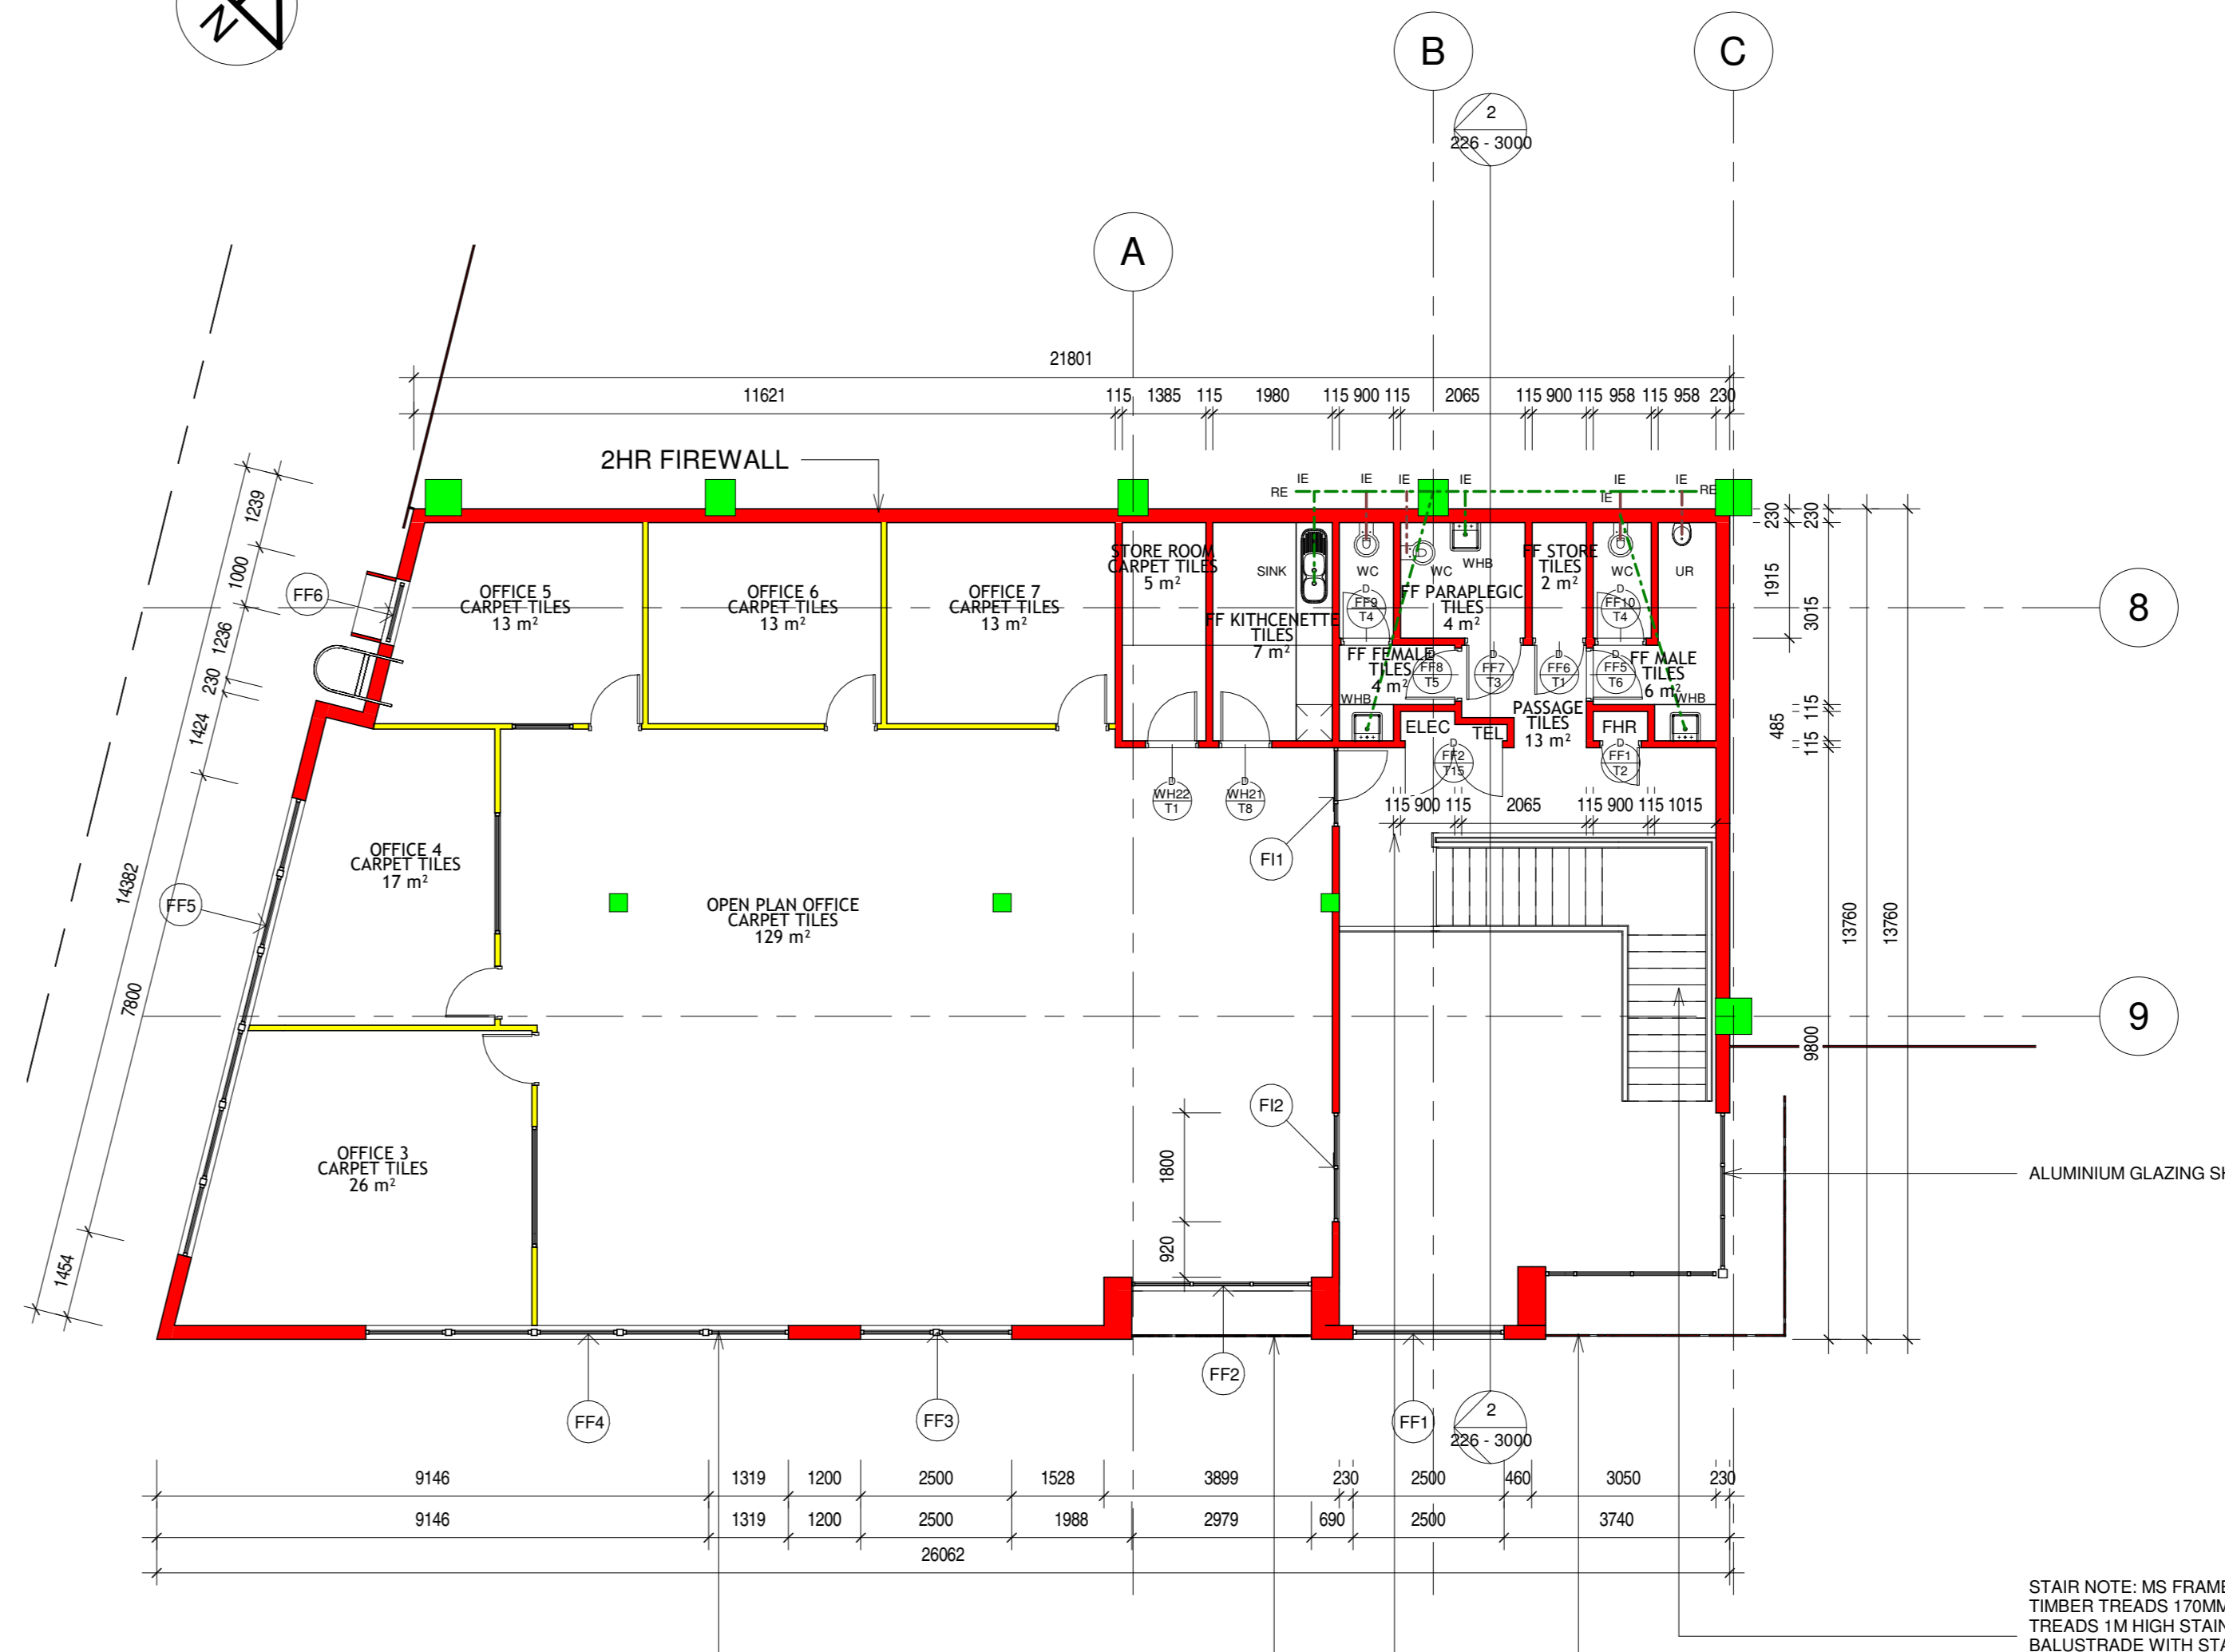 N
B
C
2
226 - 3000
A
21801
11621
115 1385 115 1980 115 900 115 2065 115 900 115 958 115 958 230
2HR FIREWALL
IE IE IE IE IE IE IE
RE RE
1239
1000
1236
230
1424
14382
7800
1454
230 230
1915
3015
115
485
115
13760
13760
9800
FF6
OFFICE 5
CARPET TILES
13 m²
OFFICE 6
CARPET TILES
13 m²
OFFICE 7
CARPET TILES
13 m²
STORE ROOM
CARPET TILES
5 m²
SINK
FF KITHCENETTE
TILES
7 m²
WC
D
FF9
T4
WC
WHB
FF PARAPLEGIC
TILES
4 m²
FF STORE
TILES
2 m²
WC
D
FF10
T4
UR
8
FF FEMALE
TILES
4 m²
WHB
D
FF8
T5
D
FF7
T3
D
FF6
T1
D
FF5
T6
FF MALE
TILES
6 m²
WHB
PASSAGE
TILES
13 m²
ELEC
TEL
FHR
D
FF2
T15
D
FF1
T2
D
WH22
T1
D
WH21
T8
115 900 115 2065 115 900 115 1015
FI1
OFFICE 4
CARPET TILES
17 m²
FF5
OPEN PLAN OFFICE
CARPET TILES
129 m²
9
FI2
1800
920
OFFICE 3
CARPET TILES
26 m²
ALUMINIUM GLAZING SH
FF4
FF3
FF2
FF1
2
226 - 3000
9146 1319 1200 2500 1528 3899 230 2500 460 3050 230
9146 1319 1200 2500 1988 2979 690 2500 3740
26062
STAIR NOTE: MS FRAME
TIMBER TREADS 170MM
TREADS 1M HIGH STAIN
BALUSTRADE WITH STA